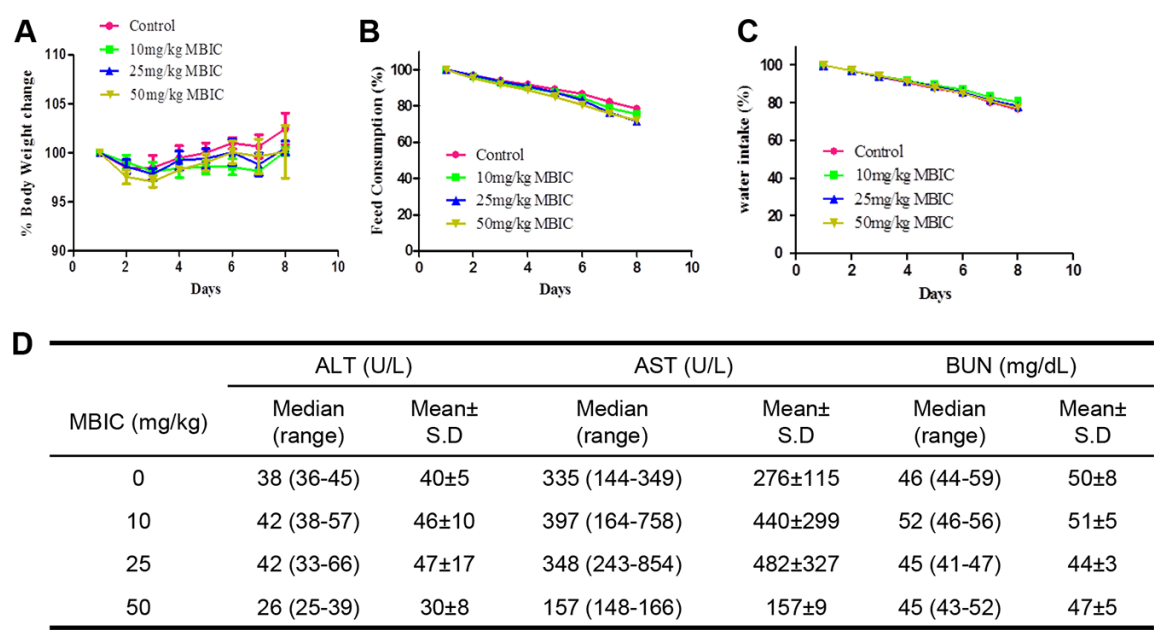 A
Control
10mg/kg MBIC
25mg/kg MBIC
50mg/kg MBIC
% Body Weight change
110
105
100
95
90
0 2 4 6 8 10
Days
B
Feed Consumption (%)
100
80
60
40
20
0
Control
10mg/kg MBIC
25mg/kg MBIC
50mg/kg MBIC
0 2 4 6 8 10
Days
C
water intake (%)
100
80
60
40
20
0
Control
10mg/kg MBIC
25mg/kg MBIC
50mg/kg MBIC
0 2 4 6 8 10
Days
D
ALT (U/L) AST (U/L) BUN (mg/dL)
MBIC (mg/kg) Median Mean± Median Mean± Median Mean±
(range) S.D (range) S.D (range) S.D
0 38 (36-45) 40±5 335 (144-349) 276±115 46 (44-59) 50±8
10 42 (38-57) 46±10 397 (164-758) 440±299 52 (46-56) 51±5
25 42 (33-66) 47±17 348 (243-854) 482±327 45 (41-47) 44±3
50 26 (25-39) 30±8 157 (148-166) 157±9 45 (43-52) 47±5